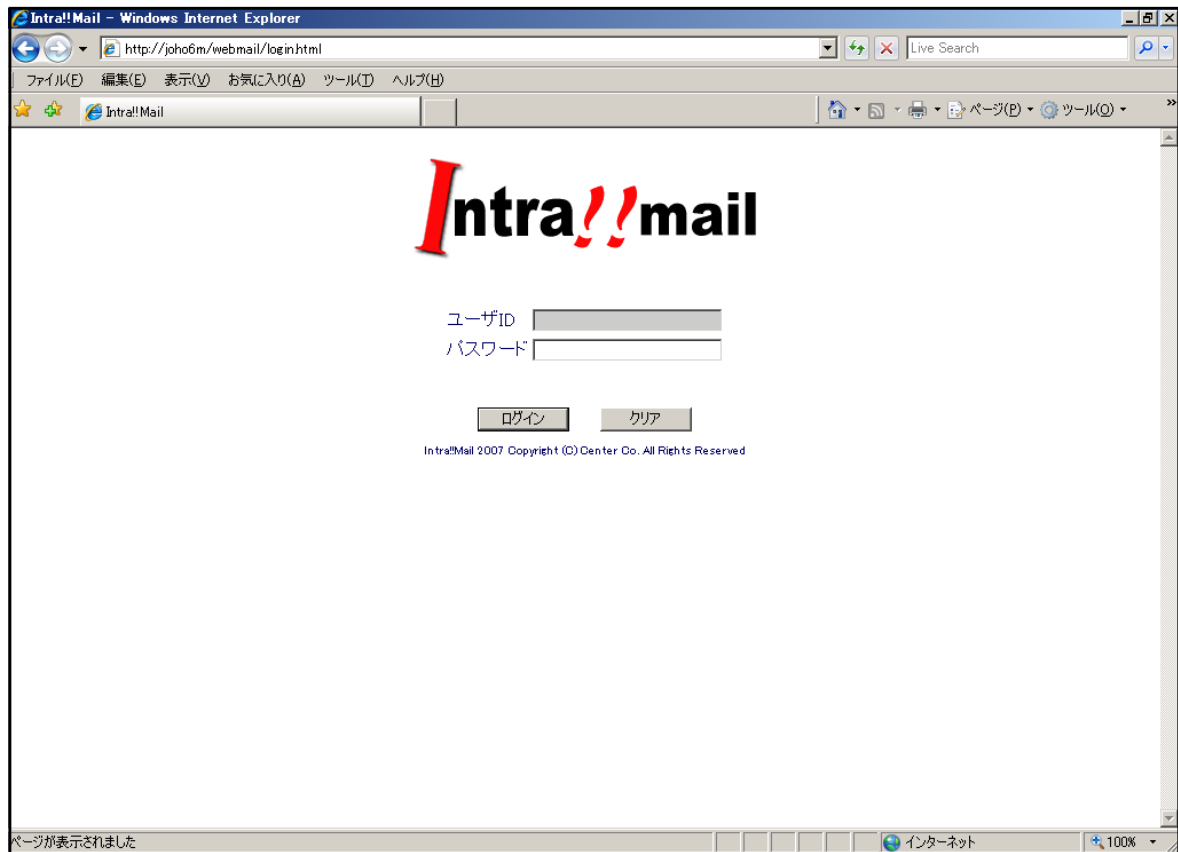 Intra!!Mail - Windows Internet Explorer
http://joho6m/webmail/login.html
Live Search
ファイル(F) 編集(E) 表示(V) お気に入り(A) ツール(T) ヘルプ(H)
Intra!!Mail
ページ(P) ツール(O) »
Intra!!mail
ユーザID
パスワード
ログイン クリア
Intra!!Mail 2007 Copyright (C) Center Co. All Rights Reserved
ページが表示されました
インターネット
100%